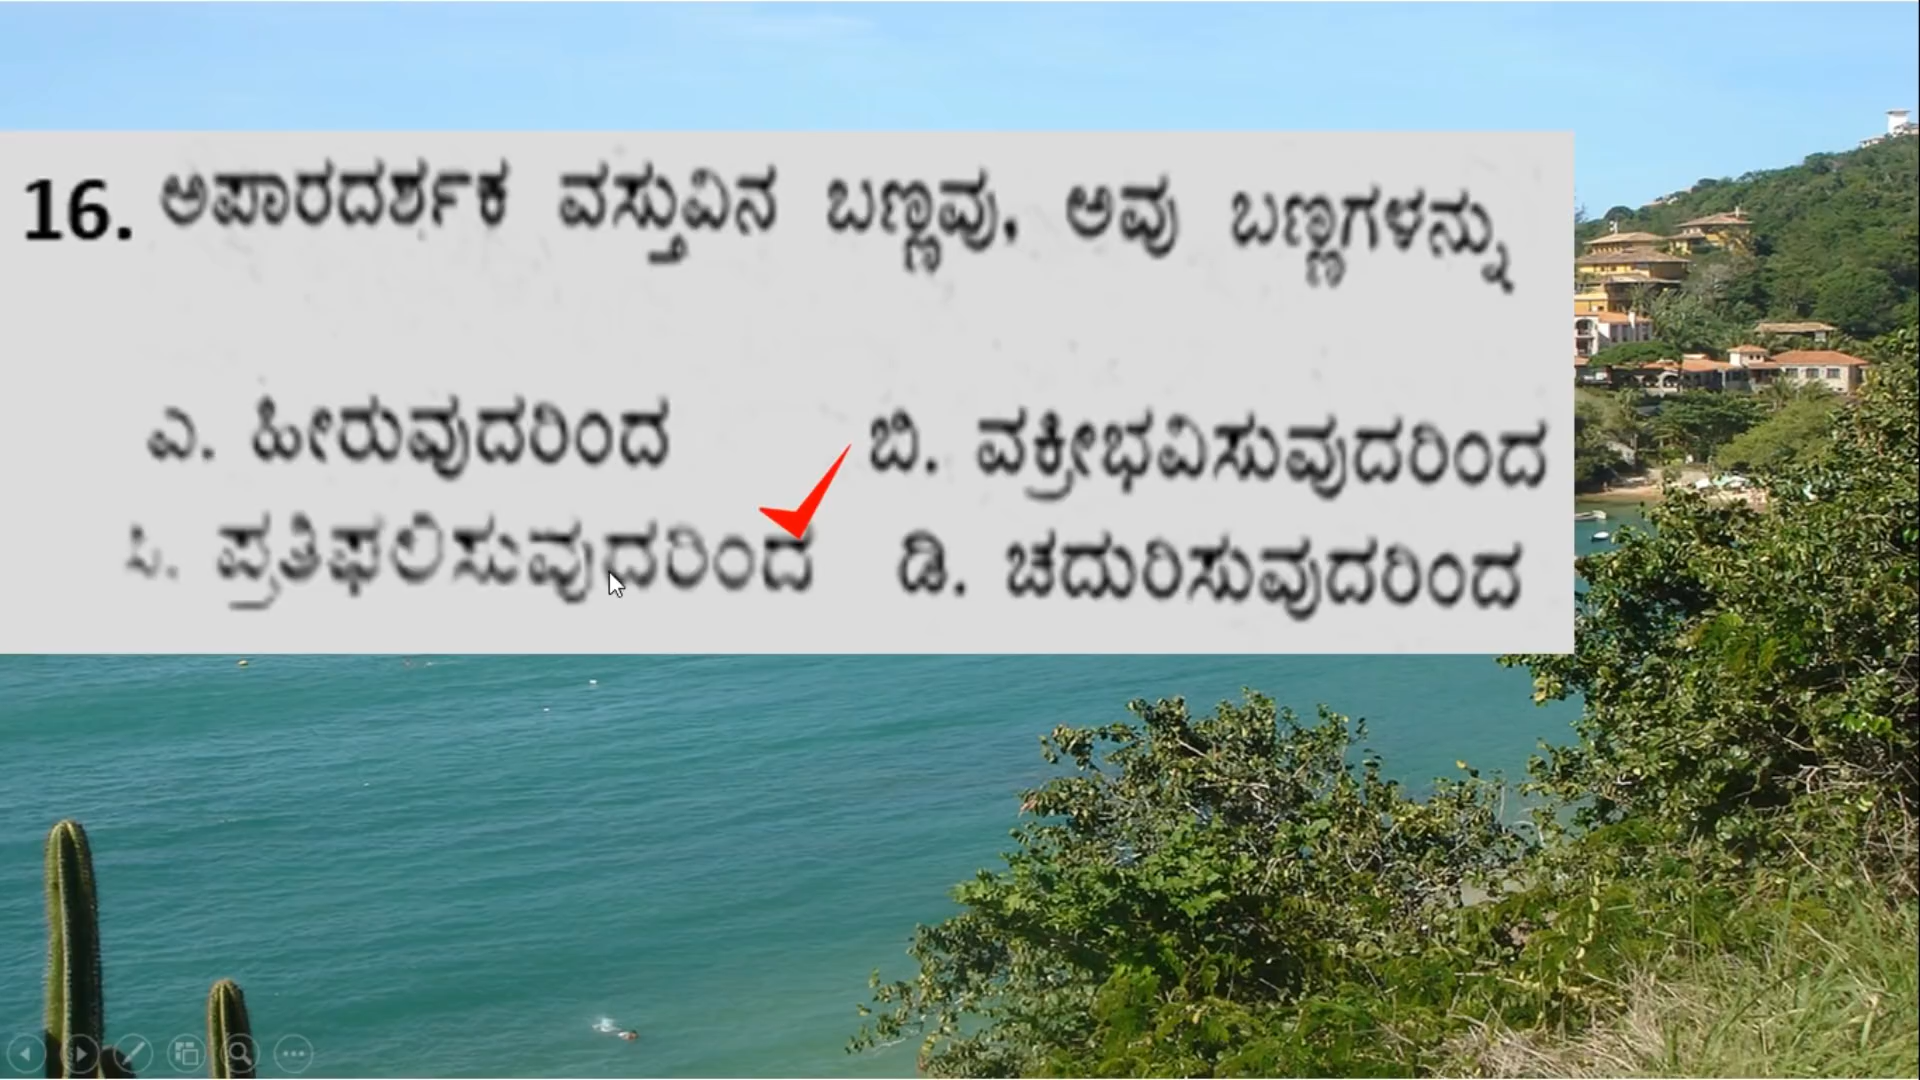 16. ಅಪಾರದರ್ಶಕ ವಸ್ತುವಿನ ಬಣ್ಣವು, ಅವು ಬಣ್ಣಗಳನ್ನು
ಎ. ಹೀರುವುದರಿಂದ ಬಿ. ವಕ್ರೀಭವಿಸುವುದರಿಂದ
ಸಿ. ಪ್ರತಿಫಲಿಸುವುದರಿಂದ ಡಿ. ಚದುರಿಸುವುದರಿಂದ